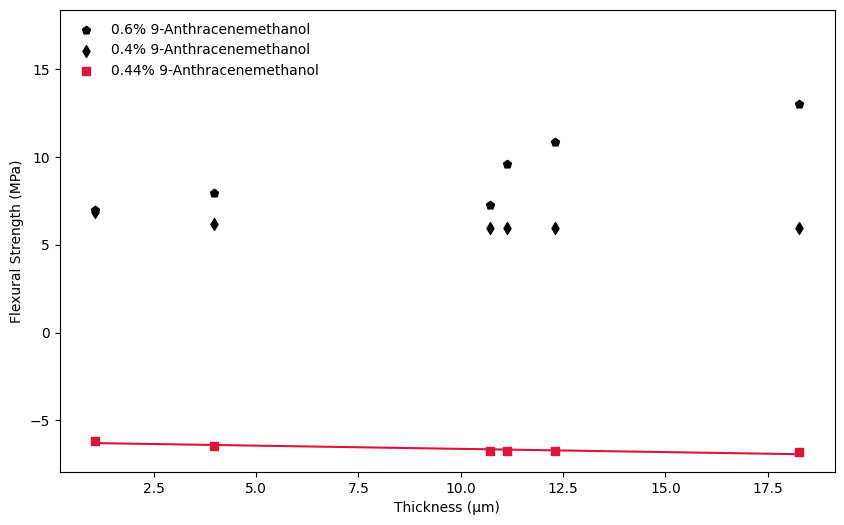 0.6% 9-Anthracenemethanol
0.4% 9-Anthracenemethanol
0.44% 9-Anthracenemethanol
Flexural Strength (MPa)
15
10
5
0
−5
2.5 5.0 7.5 10.0 12.5 15.0 17.5
Thickness (μm)